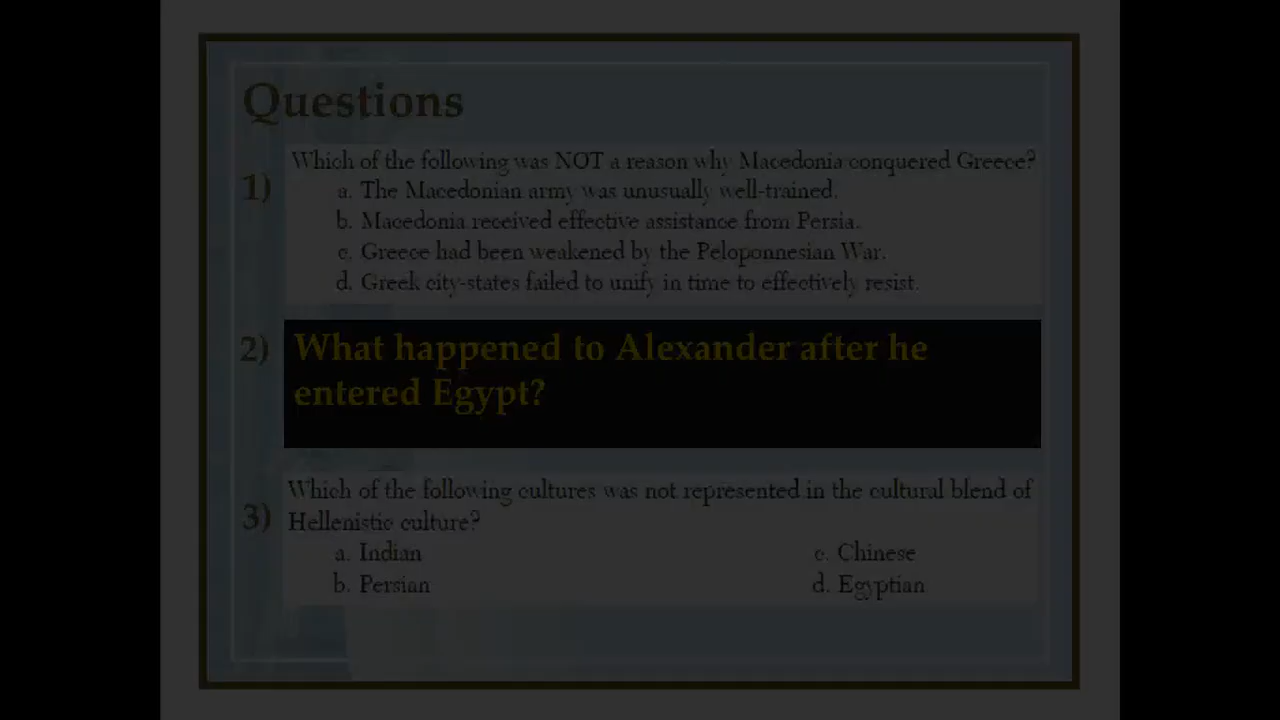 Questions
1)
Which of the following was NOT a reason why Macedonia conquered Greece?
a. The Macedonian army was unusually well-trained.
b. Macedonia received effective assistance from Persia.
c. Greece had been weakened by the Peloponnesian War.
d. Greek city-states failed to unify in time to effectively resist.
2)
What happened to Alexander after he
entered Egypt?
3)
Which of the following cultures was not represented in the cultural blend of
Hellenistic culture?
a. Indian
b. Persian
c. Chinese
d. Egyptian